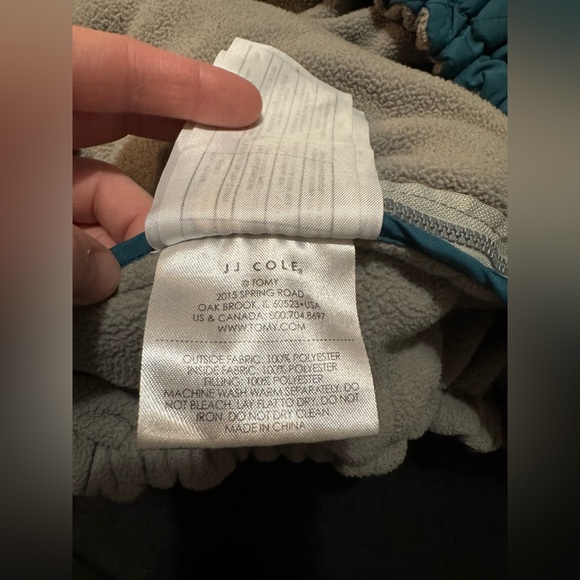 JJ COLE®
© TOMY
2015 SPRING ROAD
OAK BROOK, IL 60523 • USA
US & CANADA: 800.704.8697
WWW.TOMY.COM
OUTSIDE FABRIC: 100% POLYESTER
INSIDE FABRIC: 100% POLYESTER
FILLING: 100% POLYESTER
MACHINE WASH WARM SEPARATELY. DO
NOT BLEACH. LAY FLAT TO DRY. DO NOT
IRON. DO NOT DRY CLEAN.
MADE IN CHINA